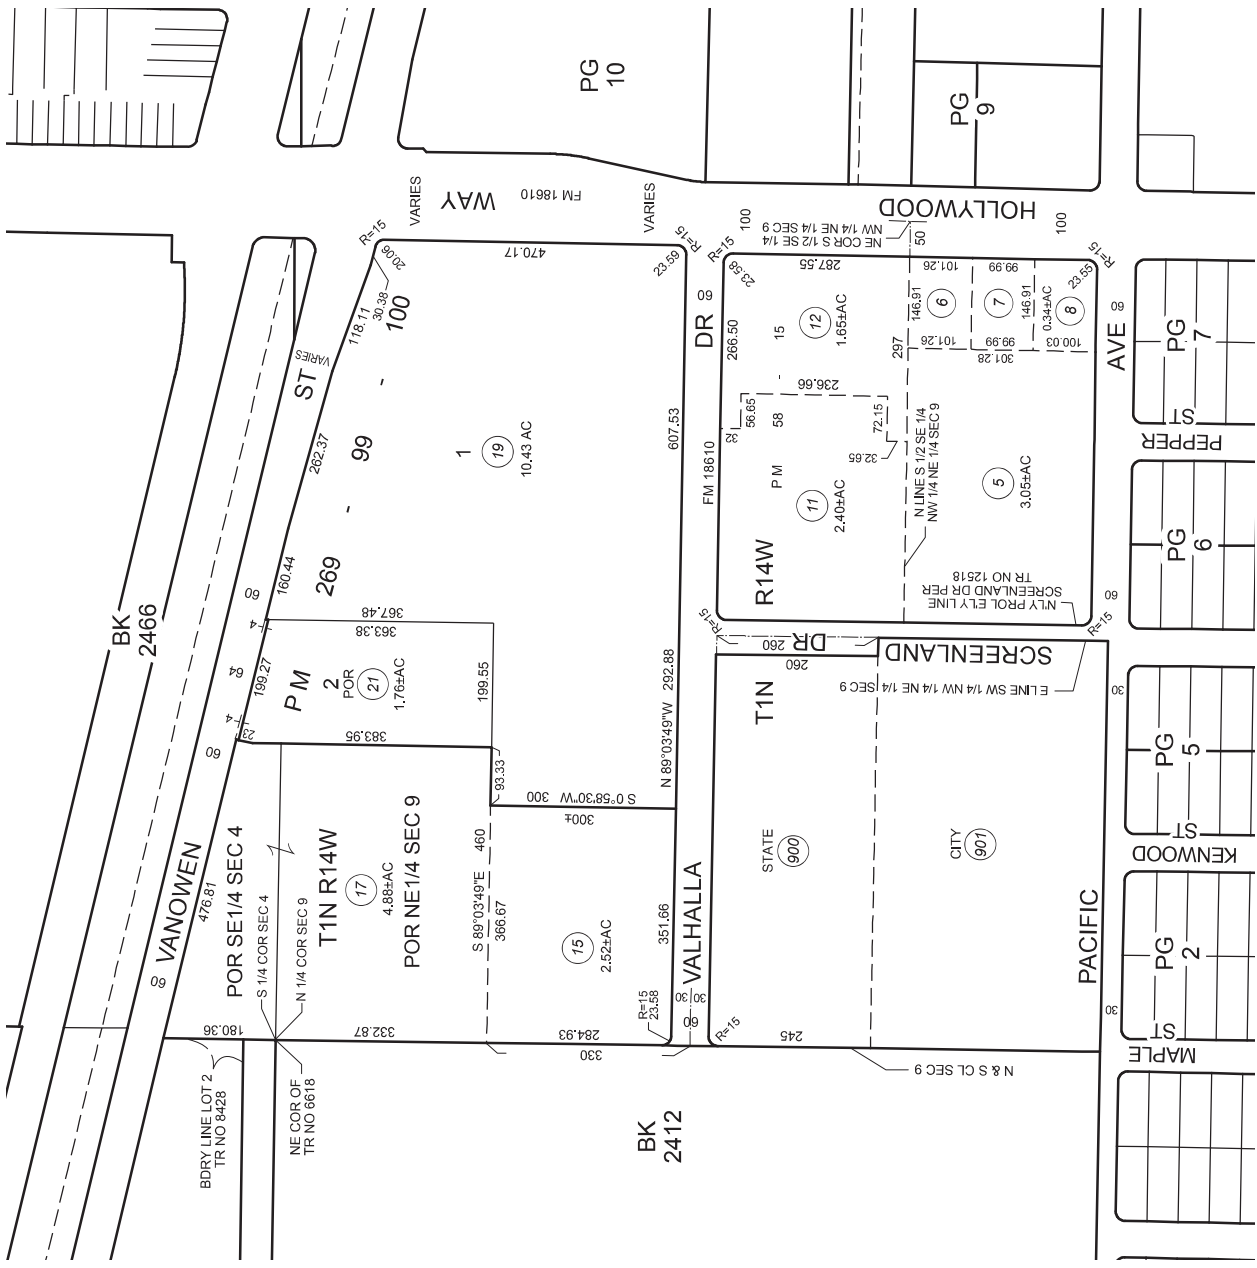 PG
10
PG
9
WAY
FM 18610
VARIES
VARIES
HOLLYWOOD
100
100
NE COR S 1/2 SE 1/4
NW 1/4 NE 1/4 SEC 9
50
R=15
20.06
30.38
118.11
470.17
23.59
R=15
R=15
23.58
287.55
101.26
99.99
23.55
R=15
VANOWEN
ST
VARIES
262.37
160.44
269 - 99 - 100
1
19
10.43 AC
607.53
DR
60
FM 18610
266.50
15
12
1.65±AC
146.91
6
7
146.91
0.34±AC
8
101.26
99.99
100.03
301.28
297
236.66
56.65
32
58
72.15
32.65
P M
11
2.40±AC
N LINE S 1/2 SE 1/4
NW 1/4 NE 1/4 SEC 9
5
3.05±AC
R14W
N'LY PROL E'LY LINE
SCREENLAND DR PER
TR NO 12518
R=15
R=15
AVE
60
60
PG
7
PEPPER
ST
PG
6
BK
2466
60
4
64
199.27
4
23
60
367.48
363.38
P M
2
POR
21
1.76±AC
199.55
383.95
93.33
N 89°03'49"W
292.88
S 0°58'30"W
300
300±
260
DR
260
SCREENLAND
E LINE SW 1/4 NW 1/4 NE 1/4 SEC 9
T1N
30
PG
5
KENWOOD
ST
476.81
60
POR SE1/4 SEC 4
S 1/4 COR SEC 4
N 1/4 COR SEC 9
T1N R14W
17
4.88±AC
POR NE1/4 SEC 9
S 89°03'49"E
460
366.67
15
2.52±AC
351.66
VALHALLA
R=15
23.58
30
30
60
R=15
STATE
900
CITY
901
PACIFIC
30
PG
2
MAPLE
ST
180.36
332.87
284.93
330
245
N & S CL SEC 9
BDRY LINE LOT 2
TR NO 8428
NE COR OF
TR NO 6618
BK
2412